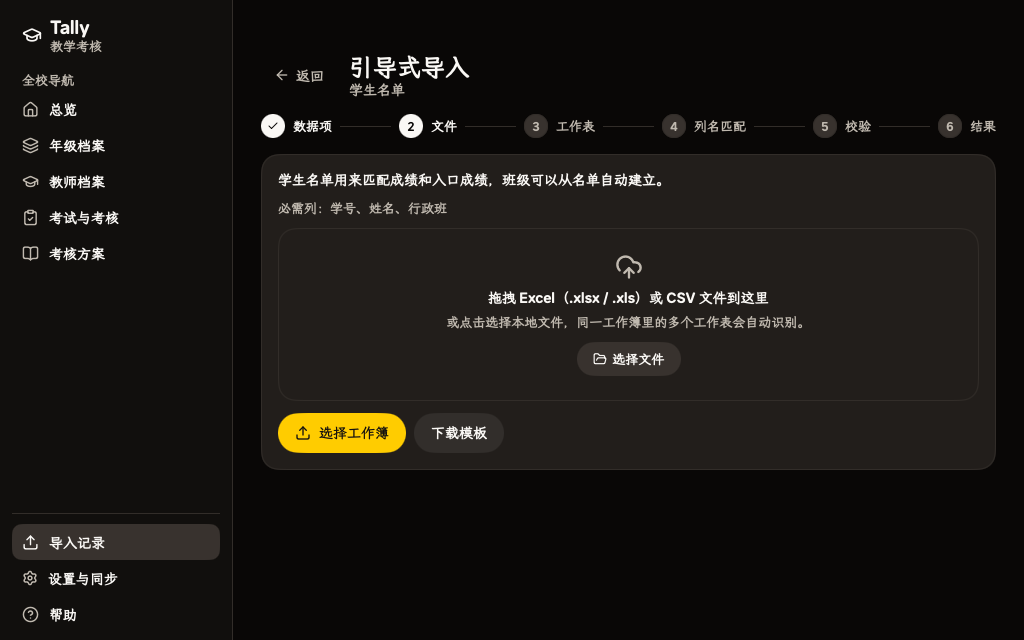 Tally
教学考核
全校导航
总览
年级档案
教师档案
考试与考核
考核方案
导入记录
设置与同步
帮助
返回
引导式导入
学生名单
数据项
2 文件
3 工作表
4 列名匹配
5 校验
6 结果
学生名单用来匹配成绩和入口成绩，班级可以从名单自动建立。
必需列：学号、姓名、行政班
拖拽 Excel（.xlsx / .xls）或 CSV 文件到这里
或点击选择本地文件，同一工作簿里的多个工作表会自动识别。
选择文件
选择工作簿
下载模板